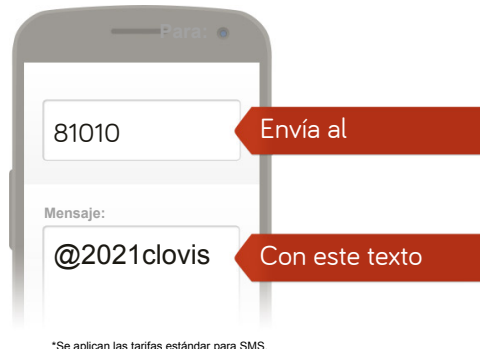 Para:
81010
Envía al
Mensaje:
@2021clovis
Con este texto
*Se aplican las tarifas estándar para SMS